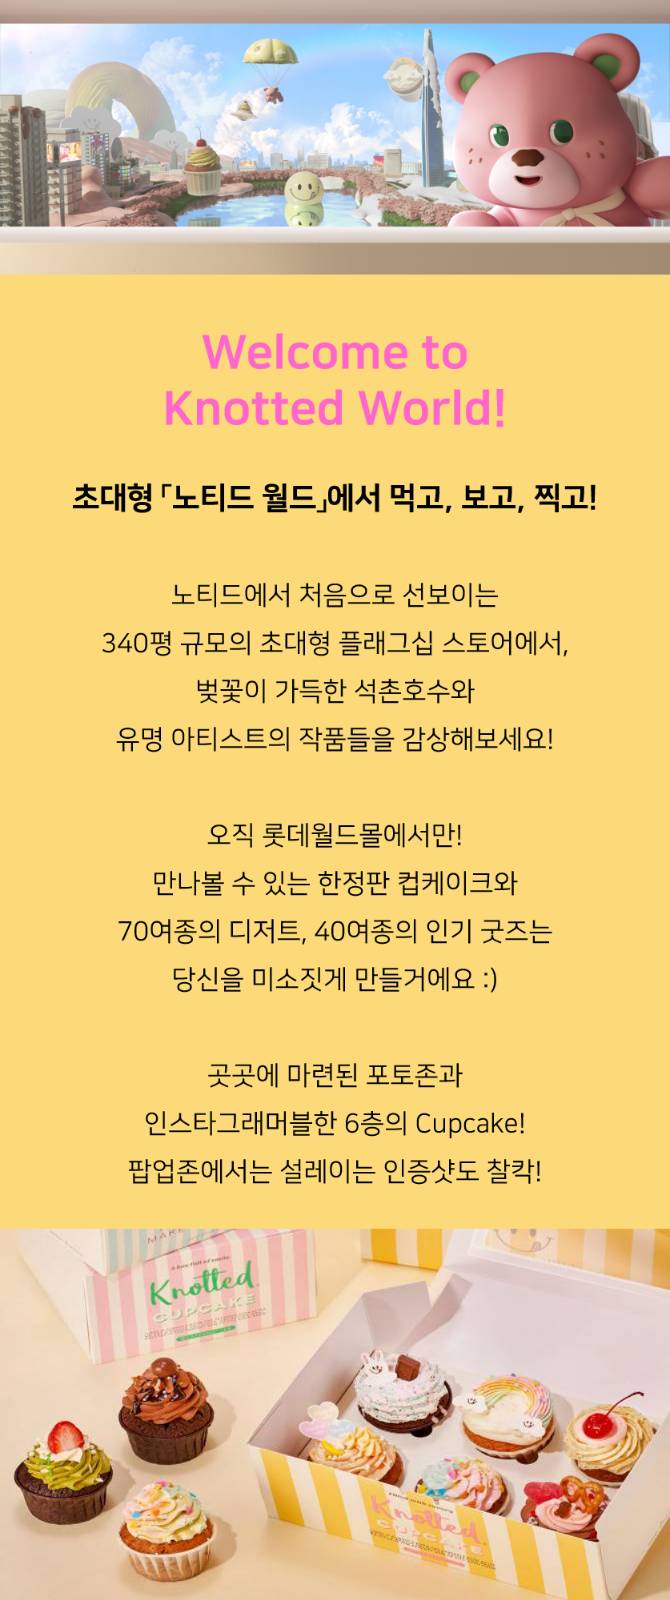 Welcome to
Knotted World!
초대형 「노티드 월드」에서 먹고, 보고, 찍고!
노티드에서 처음으로 선보이는
340평 규모의 초대형 플래그십 스토어에서,
벚꽃이 가득한 석촌호수와
유명 아티스트의 작품들을 감상해보세요!
오직 롯데월드몰에서만!
만나볼 수 있는 한정판 컵케이크와
70여종의 디저트, 40여종의 인기 굿즈는
당신을 미소짓게 만들거에요 :)
곳곳에 마련된 포토존과
인스타그래머블한 6층의 Cupcake!
팝업존에서는 설레이는 인증샷도 찰칵!
Knotted
CUPCAKE
Knotted
CUPCAKE